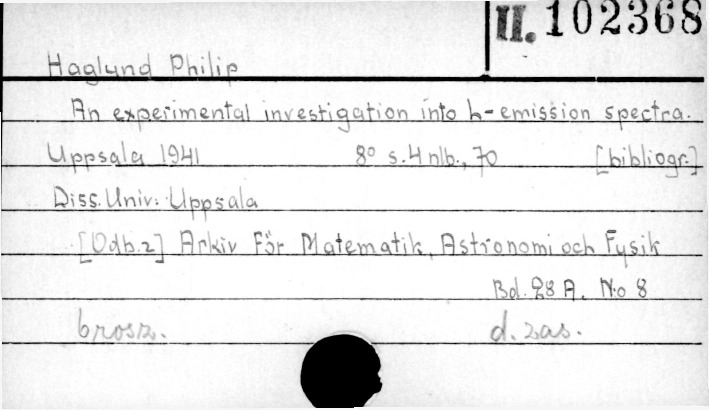 II. 102368
Haglund Philip
An experimental investigation into h-emission spectra.
Uppsala 1941 8° s. 4 nlb., 70 [bibliogr.]
Diss. Univ. Uppsala
[Odb. z] Arkiv För Matematik, Astronomi och Fysik
Bd. 28 A. No 8
brosz. d. zas.